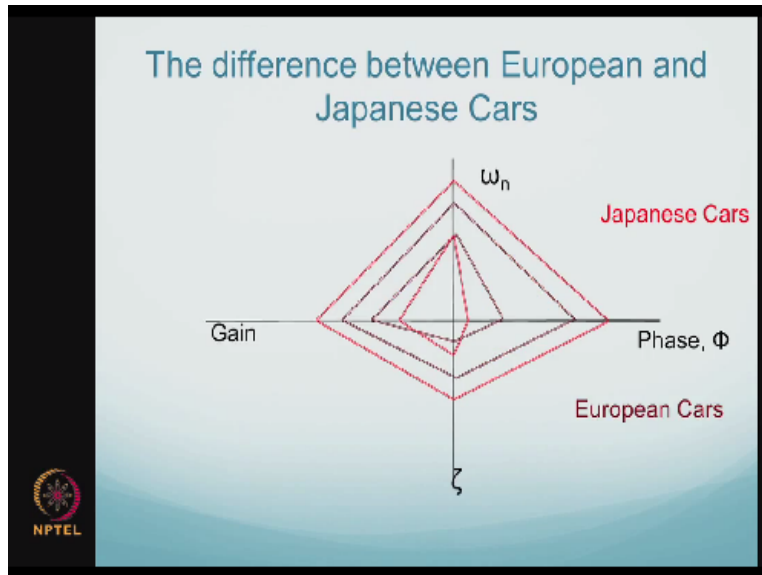 The difference between European and
Japanese Cars
ωn
Japanese Cars
Gain
Phase, Φ
European Cars
ζ
NPTEL